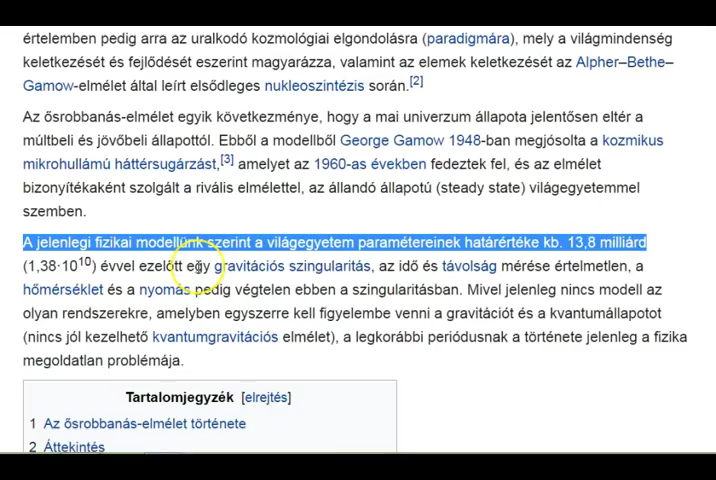 értelemben pedig arra az uralkodó kozmológiai elgondolásra (paradigmára), mely a világmindenség
keletkezését és fejlődését eszerint magyarázza, valamint az elemek keletkezését az Alpher–Bethe–
Gamow-elmélet által leírt elsődleges nukleoszintézis során.[2]
Az ősrobbanás-elmélet egyik következménye, hogy a mai univerzum állapota jelentősen eltér a
múltbeli és jövőbeli állapottól. Ebből a modellből George Gamow 1948-ban megjósolta a kozmikus
mikrohullámú háttérsugárzást,[3] amelyet az 1960-as években fedeztek fel, és az elmélet
bizonyítékaként szolgált a rivális elmélettel, az állandó állapotú (steady state) világegyetemmel
szemben.
A jelenlegi fizikai modellünk szerint a világegyetem paramétereinek határértéke kb. 13,8 milliárd
(1,38·10¹⁰) évvel ezelőtt egy gravitációs szingularitás, az idő és távolság mérése értelmetlen, a
hőmérséklet és a nyomás pedig végtelen ebben a szingularitásban. Mivel jelenleg nincs modell az
olyan rendszerekre, amelyben egyszerre kell figyelembe venni a gravitációt és a kvantumállapotot
(nincs jól kezelhető kvantumgravitációs elmélet), a legkorábbi periódusnak a története jelenleg a fizika
megoldatlan problémája.
Tartalomjegyzék [elrejtés]
1 Az ősrobbanás-elmélet története
2 Áttekintés